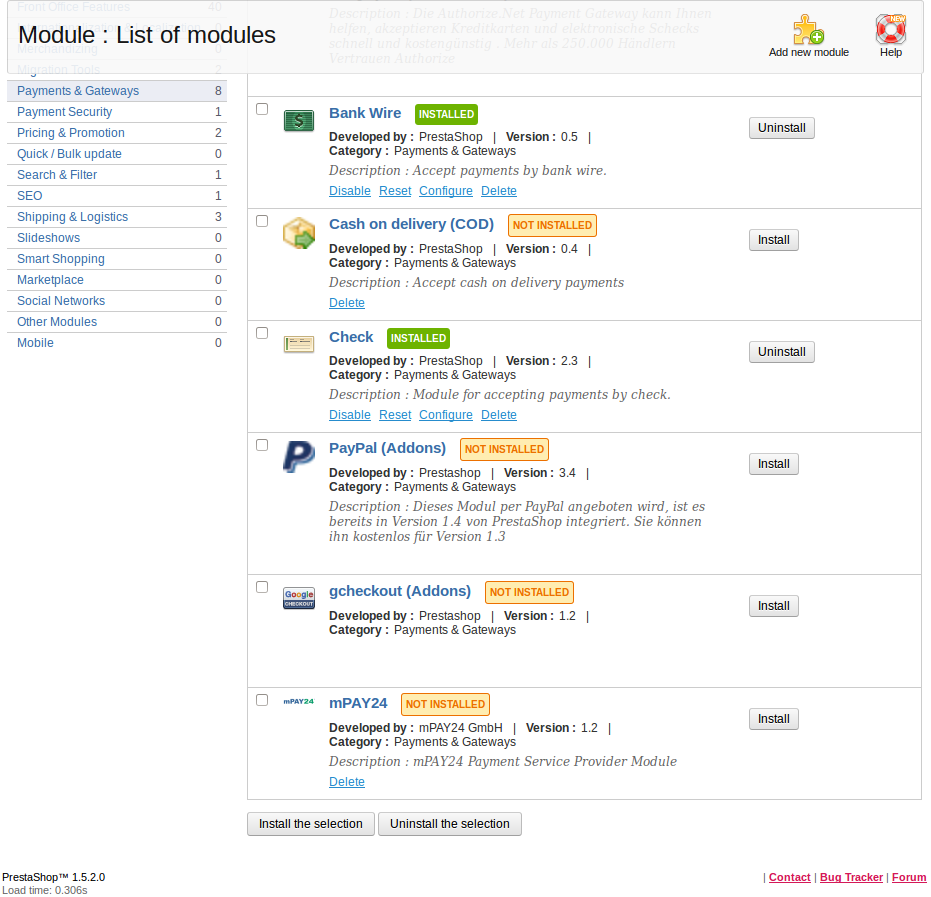 Front Office Features 40
Description : Die Authorize.Net Payment Gateway kann Ihnen
helfen, akzeptieren Kreditkarten und elektronische Schecks
schnell und kostengünstig . Mehr als 250.000 Händlern
Vertrauen Authorize
Module : List of modules
Add new module
NEW
Help
Merchandizing 0
Migration Tools 2
Payments & Gateways 8
Payment Security 1
Pricing & Promotion 2
Quick / Bulk update 0
Search & Filter 1
SEO 1
Shipping & Logistics 3
Slideshows 0
Smart Shopping 0
Marketplace 0
Social Networks 0
Other Modules 0
Mobile 0
Bank Wire INSTALLED
Developed by : PrestaShop | Version : 0.5 |
Category : Payments & Gateways
Description : Accept payments by bank wire.
Disable Reset Configure Delete
Uninstall
Cash on delivery (COD) NOT INSTALLED
Developed by : PrestaShop | Version : 0.4 |
Category : Payments & Gateways
Description : Accept cash on delivery payments
Delete
Install
Check INSTALLED
Developed by : PrestaShop | Version : 2.3 |
Category : Payments & Gateways
Description : Module for accepting payments by check.
Disable Reset Configure Delete
Uninstall
PayPal (Addons) NOT INSTALLED
Developed by : Prestashop | Version : 3.4 |
Category : Payments & Gateways
Description : Dieses Modul per PayPal angeboten wird, ist es
bereits in Version 1.4 von PrestaShop integriert. Sie können
ihn kostenlos für Version 1.3
Install
Google
CHECKOUT
gcheckout (Addons) NOT INSTALLED
Developed by : Prestashop | Version : 1.2 |
Category : Payments & Gateways
Install
mPAY24
mPAY24 NOT INSTALLED
Developed by : mPAY24 GmbH | Version : 1.2 |
Category : Payments & Gateways
Description : mPAY24 Payment Service Provider Module
Delete
Install
Install the selection Uninstall the selection
PrestaShop™ 1.5.2.0
Load time: 0.306s
| Contact | Bug Tracker | Forum